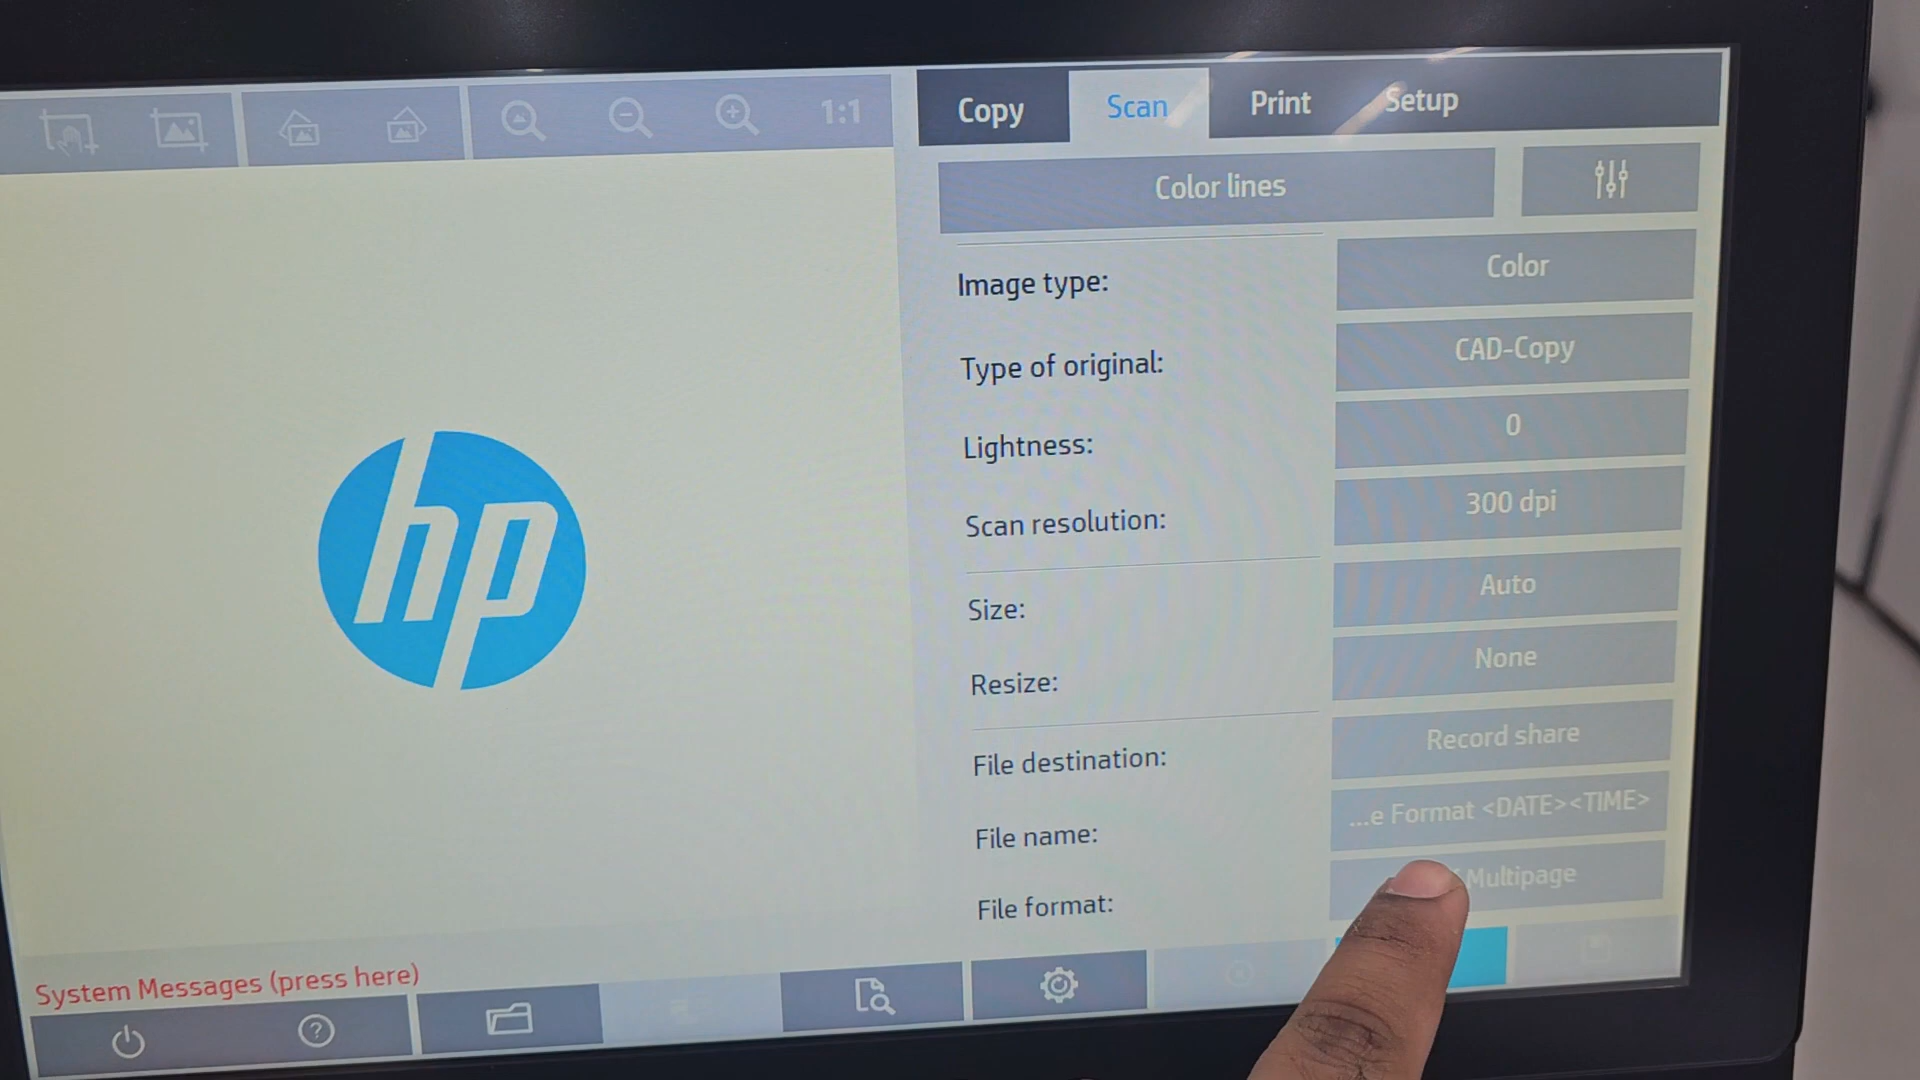 1:1
Copy
Scan
Print
Setup
Color lines
Image type:
Color
Type of original:
CAD-Copy
Lightness:
0
Scan resolution:
300 dpi
Size:
Auto
Resize:
None
File destination:
Record share
File name:
...e Format <DATE><TIME>
File format:
Multipage
hp
System Messages (press here)
?